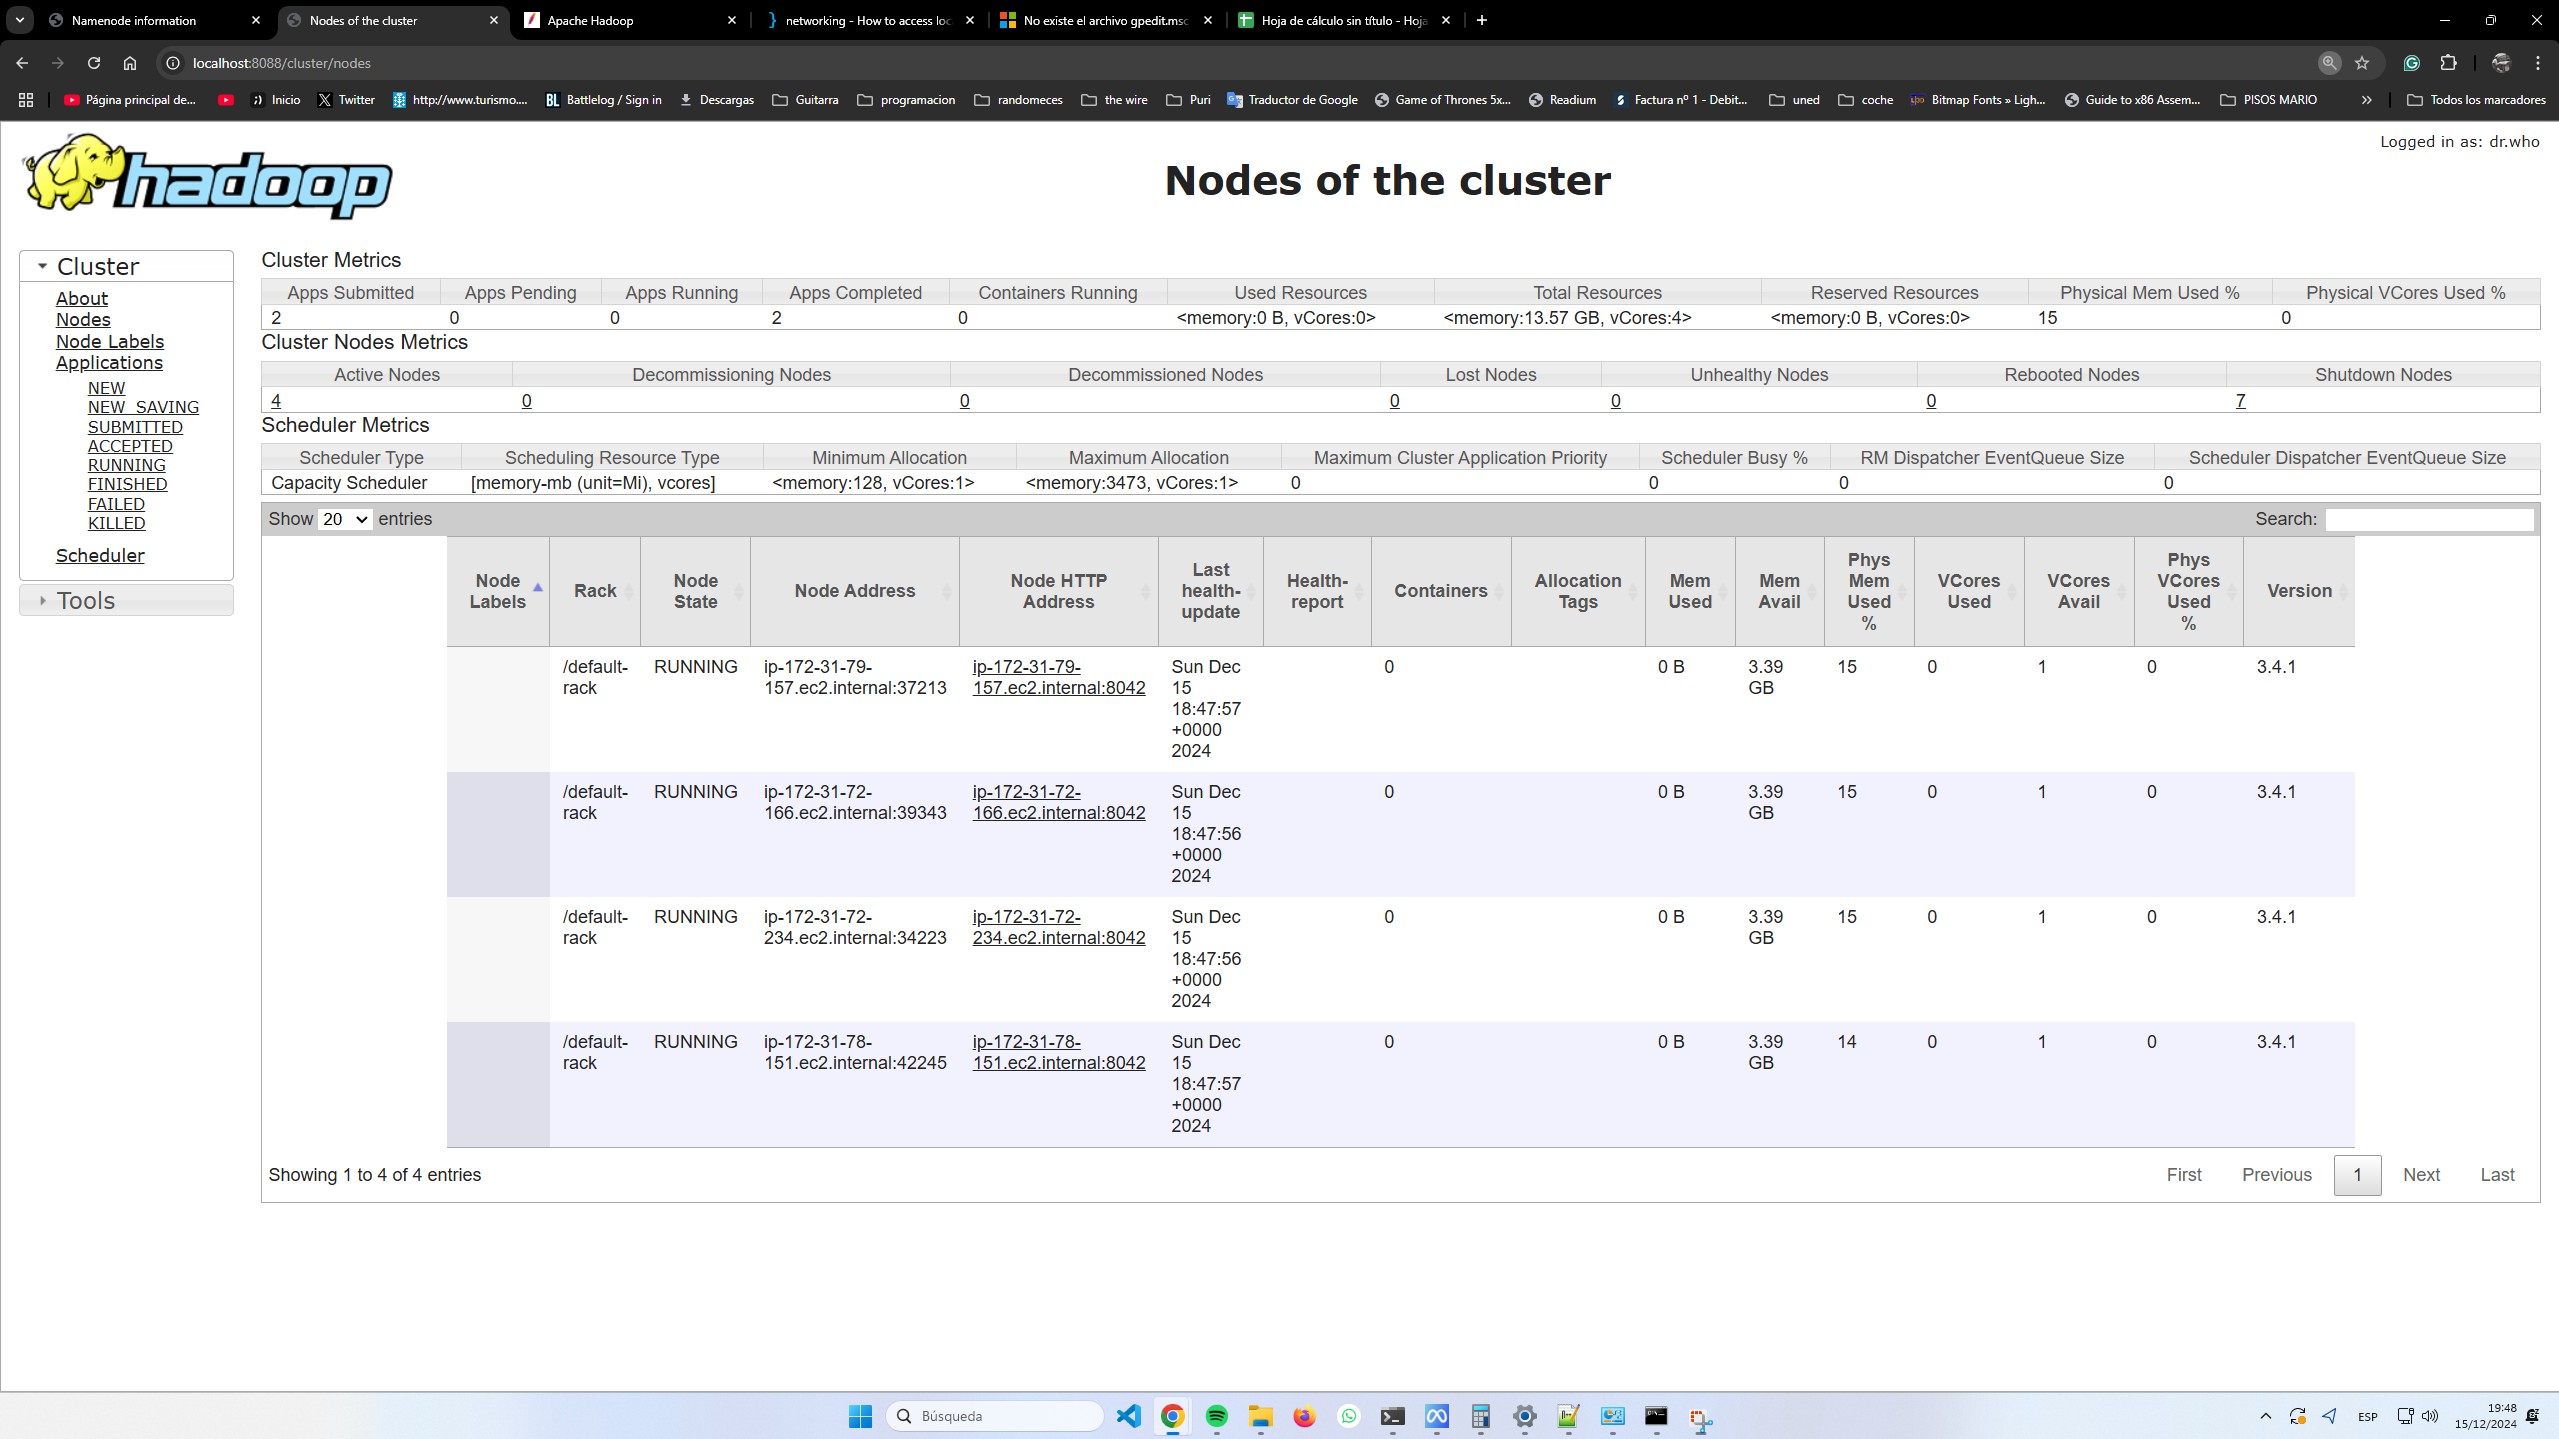 Namenode information
Nodes of the cluster
Apache Hadoop
networking - How to access loc
No existe el archivo gpedit.msc
Hoja de cálculo sin título - Hoja
localhost:8088/cluster/nodes
Página principal de...
Inicio
Twitter
http://www.turismo....
BL Battlelog / Sign in
Descargas
Guitarra
programacion
randomeces
the wire
Puri
Traductor de Google
Game of Thrones 5x...
Readium
Factura nº 1 - Debit...
uned
coche
Bitmap Fonts » Ligh...
Guide to x86 Assem...
PISOS MARIO
»
Todos los marcadores
hadoop
Nodes of the cluster
Logged in as: dr.who
Cluster
About
Nodes
Node Labels
Applications
NEW
NEW_SAVING
SUBMITTED
ACCEPTED
RUNNING
FINISHED
FAILED
KILLED
Scheduler
Tools
Cluster Metrics
Apps Submitted Apps Pending Apps Running Apps Completed Containers Running Used Resources Total Resources Reserved Resources Physical Mem Used % Physical VCores Used %
2 0 0 2 0 <memory:0 B, vCores:0> <memory:13.57 GB, vCores:4> <memory:0 B, vCores:0> 15 0
Cluster Nodes Metrics
Active Nodes Decommissioning Nodes Decommissioned Nodes Lost Nodes Unhealthy Nodes Rebooted Nodes Shutdown Nodes
4 0 0 0 0 0 7
Scheduler Metrics
Scheduler Type Scheduling Resource Type Minimum Allocation Maximum Allocation Maximum Cluster Application Priority Scheduler Busy % RM Dispatcher EventQueue Size Scheduler Dispatcher EventQueue Size
Capacity Scheduler [memory-mb (unit=Mi), vcores] <memory:128, vCores:1> <memory:3473, vCores:1> 0 0 0 0
Show 20 entries Search:
Node Labels Rack Node State Node Address Node HTTP Address Last health-update Health-report Containers Allocation Tags Mem Used Mem Avail Phys Mem Used % VCores Used VCores Avail Phys VCores Used % Version
/default-rack RUNNING ip-172-31-79-157.ec2.internal:37213 ip-172-31-79-157.ec2.internal:8042 Sun Dec 15 18:47:57 +0000 2024 0 0 B 3.39 GB 15 0 1 0 3.4.1
/default-rack RUNNING ip-172-31-72-166.ec2.internal:39343 ip-172-31-72-166.ec2.internal:8042 Sun Dec 15 18:47:56 +0000 2024 0 0 B 3.39 GB 15 0 1 0 3.4.1
/default-rack RUNNING ip-172-31-72-234.ec2.internal:34223 ip-172-31-72-234.ec2.internal:8042 Sun Dec 15 18:47:56 +0000 2024 0 0 B 3.39 GB 15 0 1 0 3.4.1
/default-rack RUNNING ip-172-31-78-151.ec2.internal:42245 ip-172-31-78-151.ec2.internal:8042 Sun Dec 15 18:47:57 +0000 2024 0 0 B 3.39 GB 14 0 1 0 3.4.1
Showing 1 to 4 of 4 entries
First Previous 1 Next Last
Búsqueda
ESP
19:48
15/12/2024